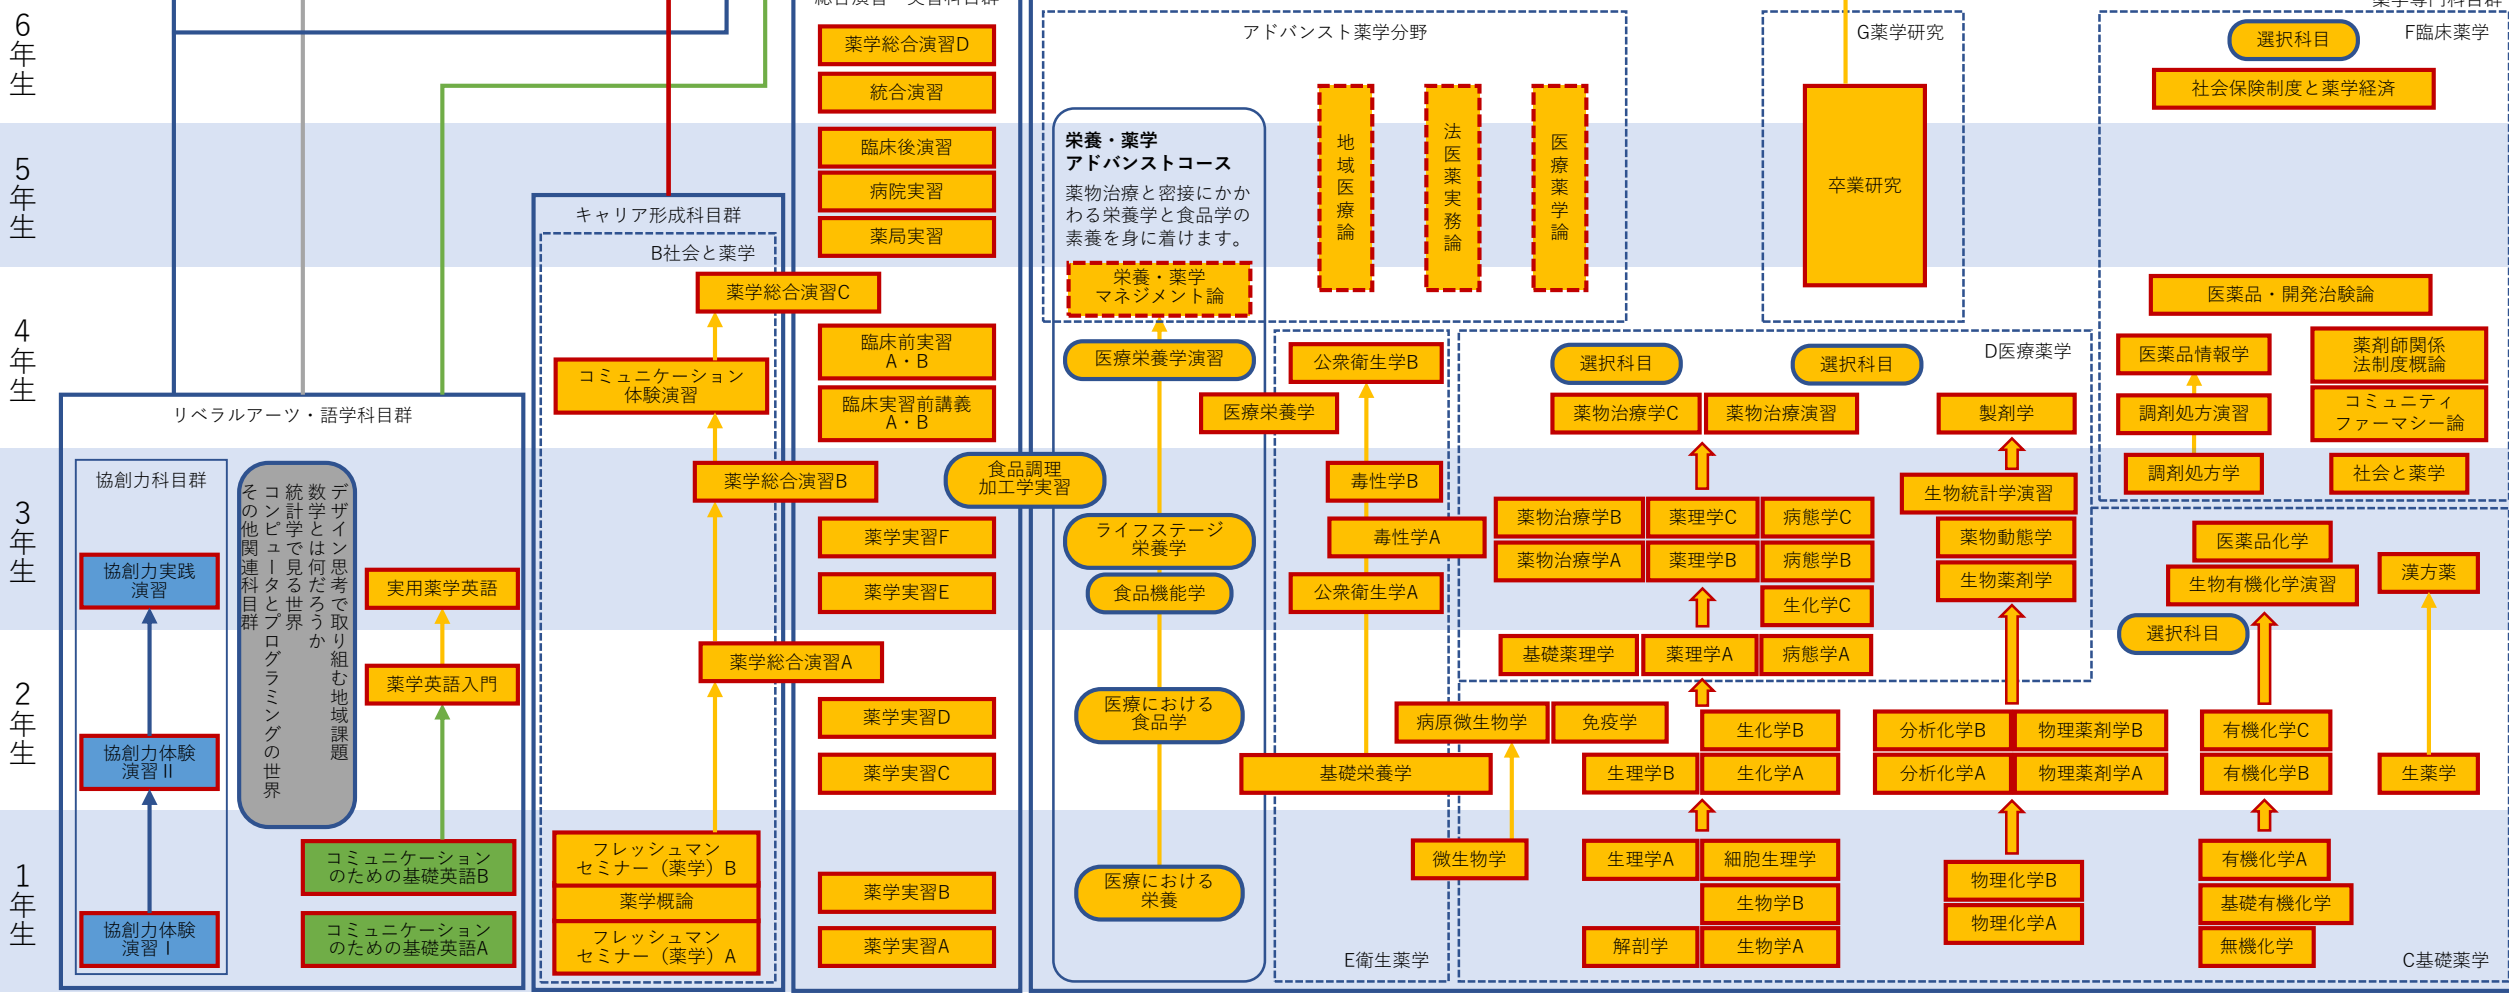 6年生
5年生
4年生
3年生
2年生
1年生
リベラルアーツ・語学科目群
協創力科目群
協創力実践
演習
協創力体験
演習Ⅱ
協創力体験
演習Ⅰ
デザイン思考で取り組む地域課題
数学とは何だろうか
統計学で見る世界
コンピュータとプログラミングの世界
その他関連科目群
実用薬学英語
薬学英語入門
コミュニケーション
のための基礎英語B
コミュニケーション
のための基礎英語A
キャリア形成科目群
B社会と薬学
薬学総合演習C
コミュニケーション
体験演習
薬学総合演習B
薬学総合演習A
フレッシュマン
セミナー（薬学）B
薬学概論
フレッシュマン
セミナー（薬学）A
薬学総合演習D
統合演習
臨床後演習
病院実習
薬局実習
臨床前実習
A・B
臨床実習前講義
A・B
薬学実習F
薬学実習E
薬学実習D
薬学実習C
薬学実習B
薬学実習A
アドバンスト薬学分野
栄養・薬学
アドバンストコース
薬物治療と密接にかか
わる栄養学と食品学の
素養を身に着けます。
栄養・薬学
マネジメント論
地域医療論
法医薬実務論
医療薬学論
医療栄養学演習
医療栄養学
食品調理
加工学実習
ライフステージ
栄養学
食品機能学
医療における
食品学
医療における
栄養
公衆衛生学B
毒性学B
毒性学A
公衆衛生学A
基礎栄養学
E衛生薬学
G薬学研究
卒業研究
D医療薬学
選択科目
選択科目
薬物治療学C
薬物治療演習
製剤学
薬物治療学B
薬理学C
病態学C
薬物治療学A
薬理学B
病態学B
生化学C
基礎薬理学
薬理学A
病態学A
生物統計学演習
薬物動態学
生物薬剤学
病原微生物学
免疫学
微生物学
生化学B
生理学B
生化学A
生理学A
細胞生理学
生物学B
解剖学
生物学A
分析化学B
物理薬剤学B
分析化学A
物理薬剤学A
物理化学B
物理化学A
F臨床薬学
選択科目
社会保険制度と薬学経済
医薬品・開発治験論
医薬品情報学
薬剤師関係
法制度概論
調剤処方演習
コミュニティ
ファーマシー論
調剤処方学
社会と薬学
医薬品化学
生物有機化学演習
漢方薬
選択科目
有機化学C
有機化学B
生薬学
有機化学A
基礎有機化学
無機化学
C基礎薬学